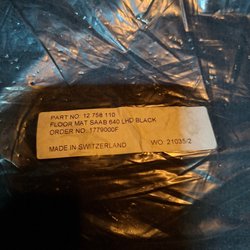 PART NO: 12 758 110
FLOOR MAT SAAB 640 LHD BLACK
ORDER NO: 1779000F
MADE IN SWITZERLAND WO 21035/2